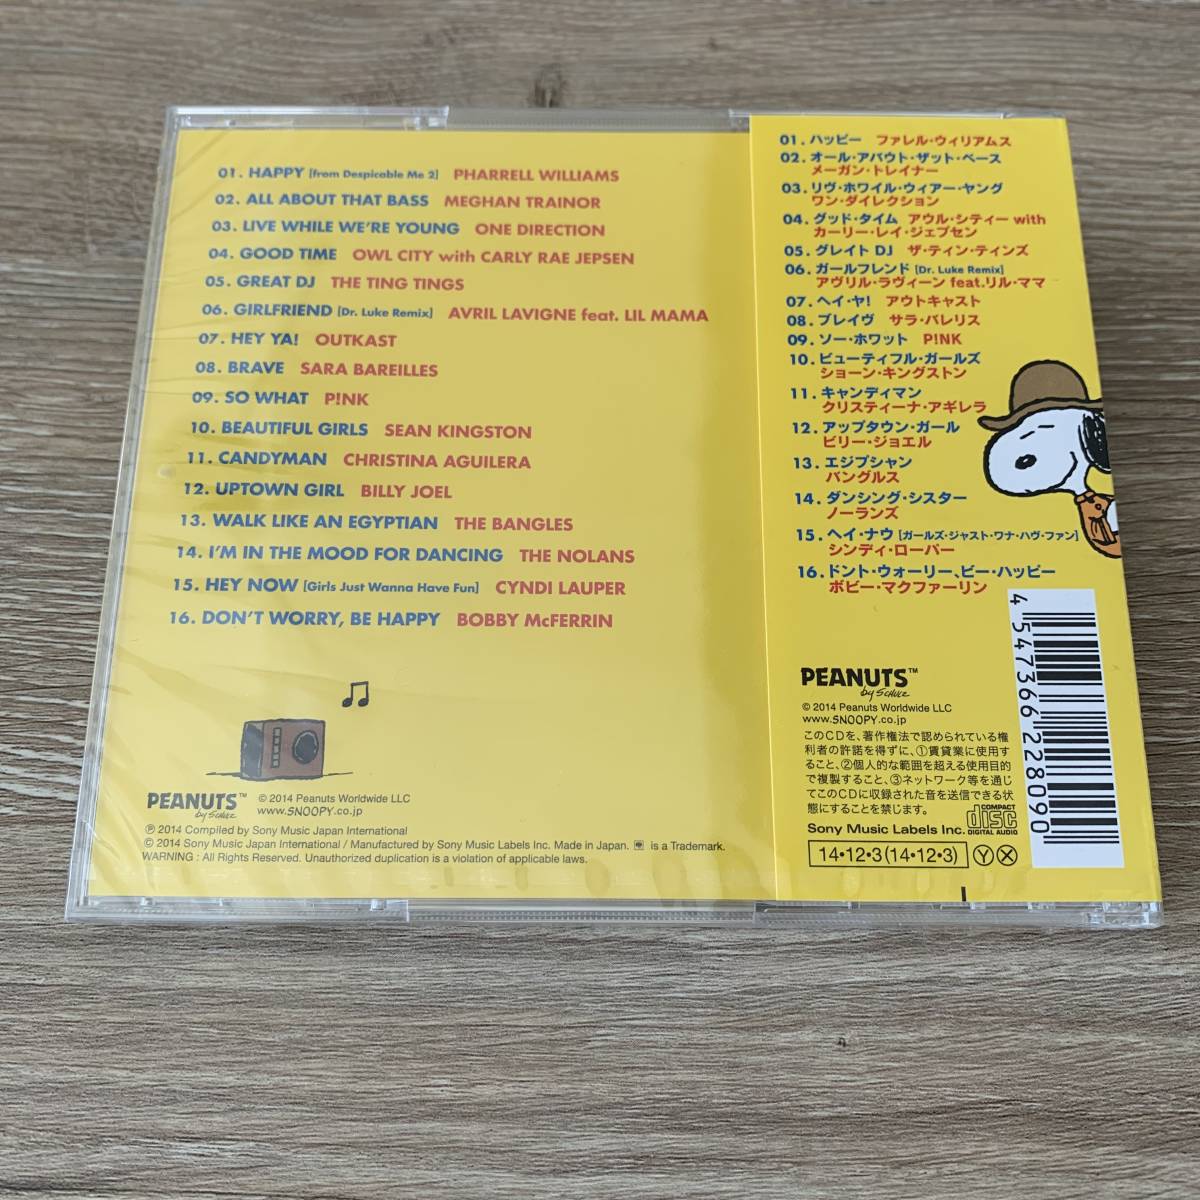 01. HAPPY [from Despicable Me 2] PHARRELL WILLIAMS
02. ALL ABOUT THAT BASS MEGHAN TRAINOR
03. LIVE WHILE WE'RE YOUNG ONE DIRECTION
04. GOOD TIME OWL CITY with CARLY RAE JEPSEN
05. GREAT DJ THE TING TINGS
06. GIRLFRIEND [Dr. Luke Remix] AVRIL LAVIGNE feat. LIL MAMA
07. HEY YA! OUTKAST
08. BRAVE SARA BAREILLES
09. SO WHAT P!NK
10. BEAUTIFUL GIRLS SEAN KINGSTON
11. CANDYMAN CHRISTINA AGUILERA
12. UPTOWN GIRL BILLY JOEL
13. WALK LIKE AN EGYPTIAN THE BANGLES
14. I'M IN THE MOOD FOR DANCING THE NOLANS
15. HEY NOW [Girls Just Wanna Have Fun] CYNDI LAUPER
16. DON'T WORRY, BE HAPPY BOBBY McFERRIN
PEANUTS™
by SCHULZ
© 2014 Peanuts Worldwide LLC
www.SNOOPY.co.jp
℗ 2014 Compiled by Sony Music Japan International
© 2014 Sony Music Japan International / Manufactured by Sony Music Labels Inc. Made in Japan. is a Trademark.
WARNING : All Rights Reserved. Unauthorized duplication is a violation of applicable laws.
01. ハッピー ファレル・ウィリアムス
02. オール・アバウト・ザット・ベース
メーガン・トレイナー
03. リヴ・ホワイル・ウィアー・ヤング
ワン・ダイレクション
04. グッド・タイム アウル・シティー with
カーリー・レイ・ジェプセン
05. グレイト DJ ザ・ティン・ティンズ
06. ガールフレンド [Dr. Luke Remix]
アヴリル・ラヴィーン feat.リル・ママ
07. ヘイ・ヤ! アウトキャスト
08. ブレイヴ サラ・バレリス
09. ソー・ホワット P!NK
10. ビューティフル・ガールズ
ショーン・キングストン
11. キャンディマン
クリスティーナ・アギレラ
12. アップタウン・ガール
ビリー・ジョエル
13. エジプシャン
バングルス
14. ダンシング・シスター
ノーランズ
15. ヘイ・ナウ [ガールズ・ジャスト・ワナ・ハヴ・ファン]
シンディ・ローパー
16. ドント・ウォーリー、ビー・ハッピー
ボビー・マクファーリン
PEANUTS™
by SCHULZ
© 2014 Peanuts Worldwide LLC
www.SNOOPY.co.jp
このCDを、著作権法で認められている権
利者の許諾を得ずに、①賃貸業に使用す
ること、②個人的な範囲を超える使用目的
で複製すること、③ネットワーク等を通じ
てこのCDに収録された音を送信できる状
態にすることを禁じます。
Sony Music Labels Inc.
COMPACT
disc
DIGITAL AUDIO
14・12・3(14・12・3) Ⓨ Ⓧ
4 547366 228090